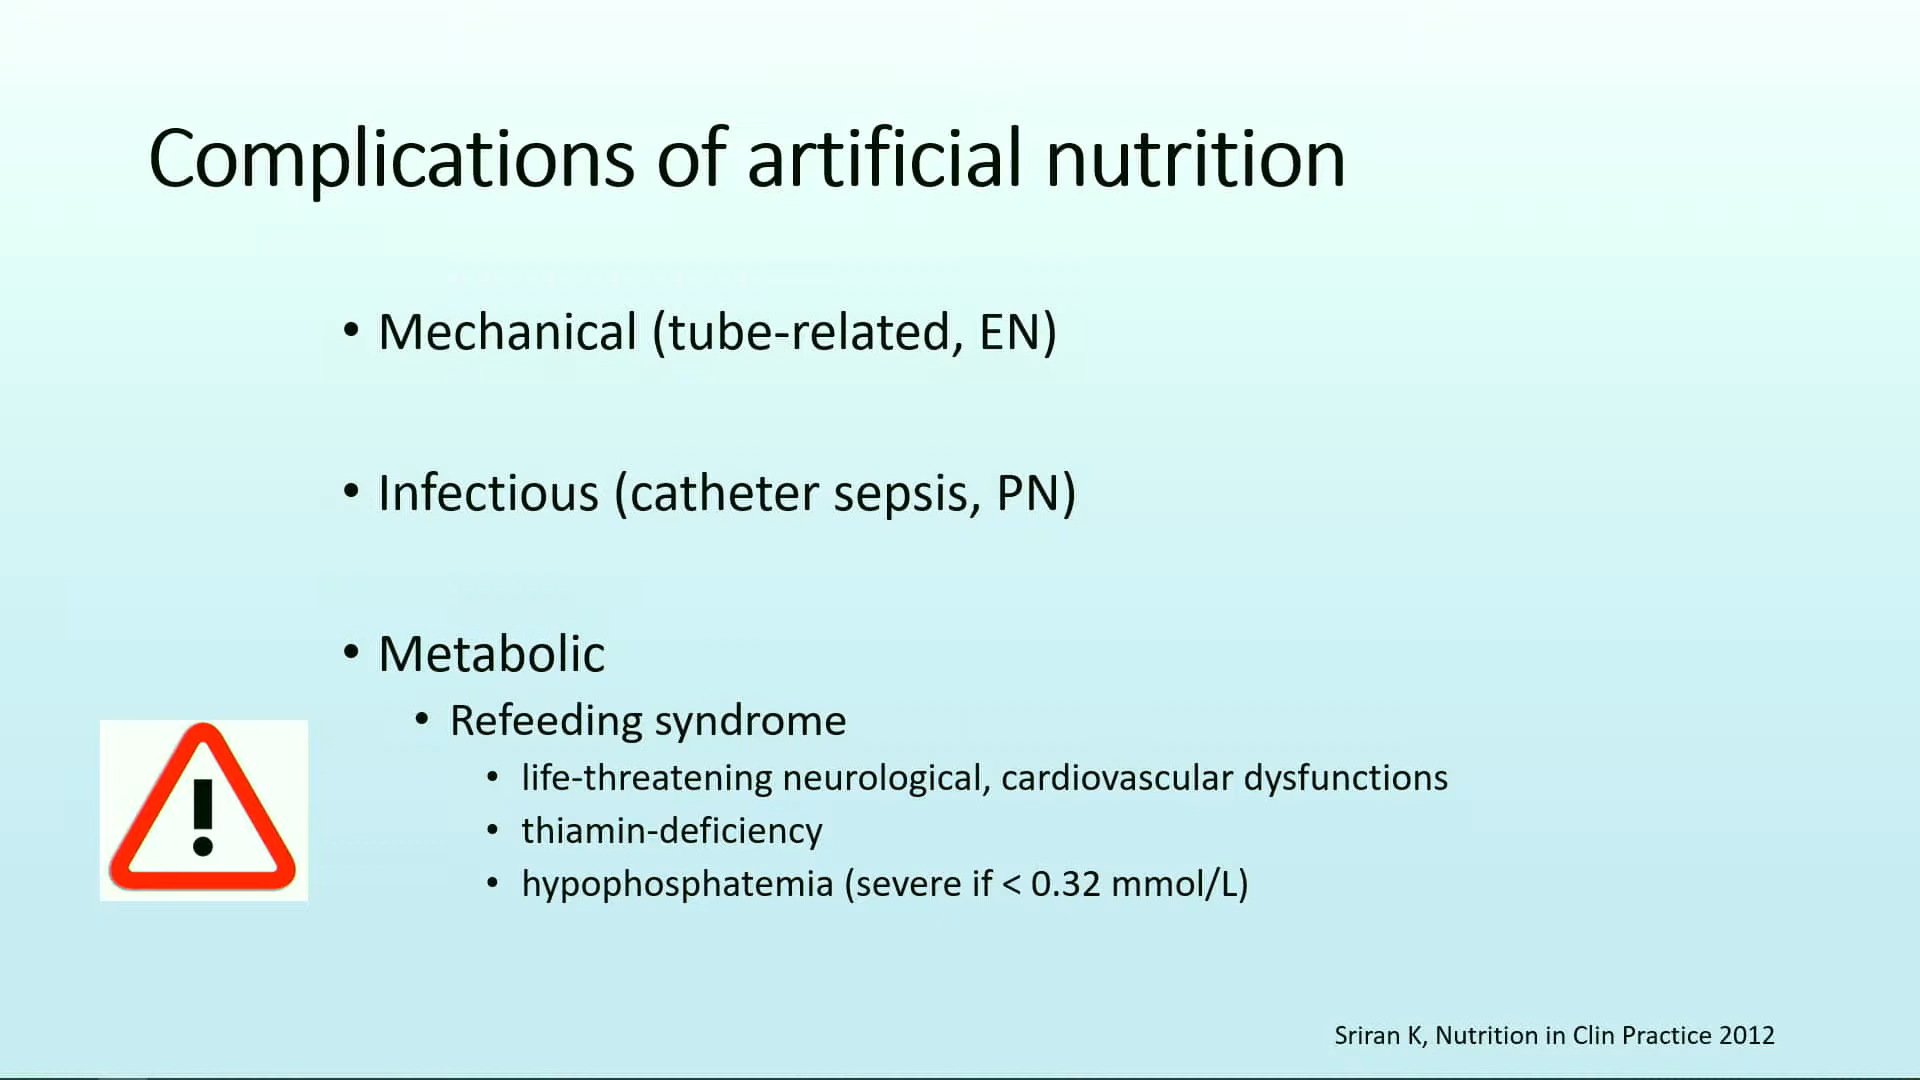 Complications of artificial nutrition
• Mechanical (tube-related, EN)
• Infectious (catheter sepsis, PN)
• Metabolic
• Refeeding syndrome
• life-threatening neurological, cardiovascular dysfunctions
• thiamin-deficiency
• hypophosphatemia (severe if < 0.32 mmol/L)
!
Sriran K, Nutrition in Clin Practice 2012